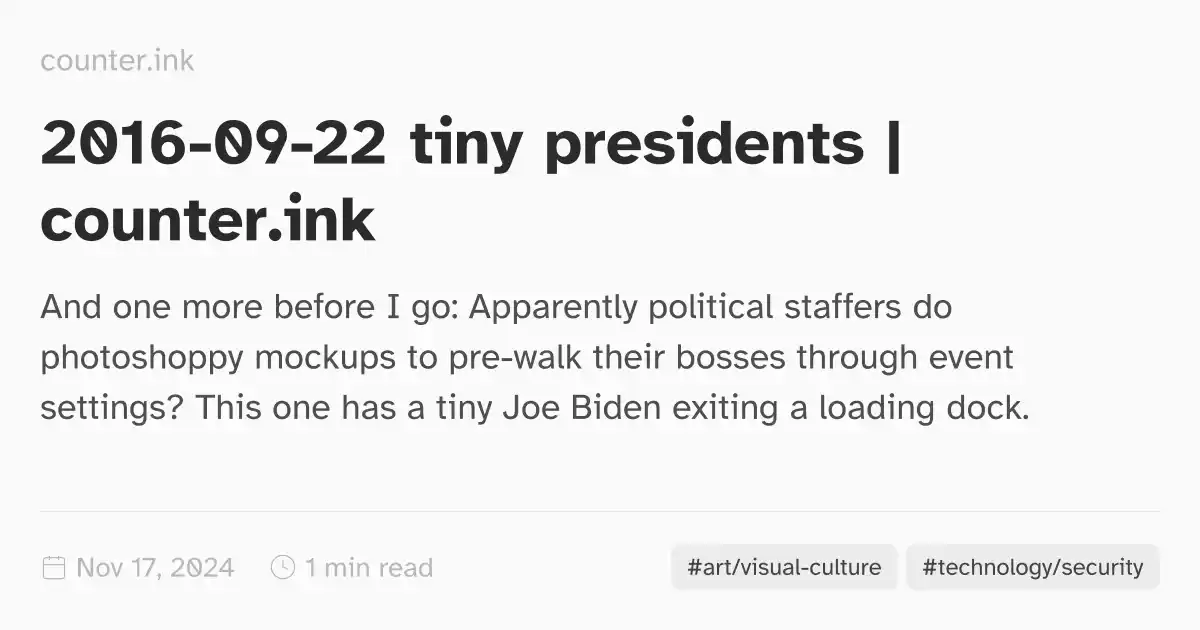 counter.ink
2016-09-22 tiny presidents |
counter.ink
And one more before I go: Apparently political staffers do
photoshoppy mockups to pre-walk their bosses through event
settings? This one has a tiny Joe Biden exiting a loading dock.
Nov 17, 2024 1 min read #art/visual-culture #technology/security